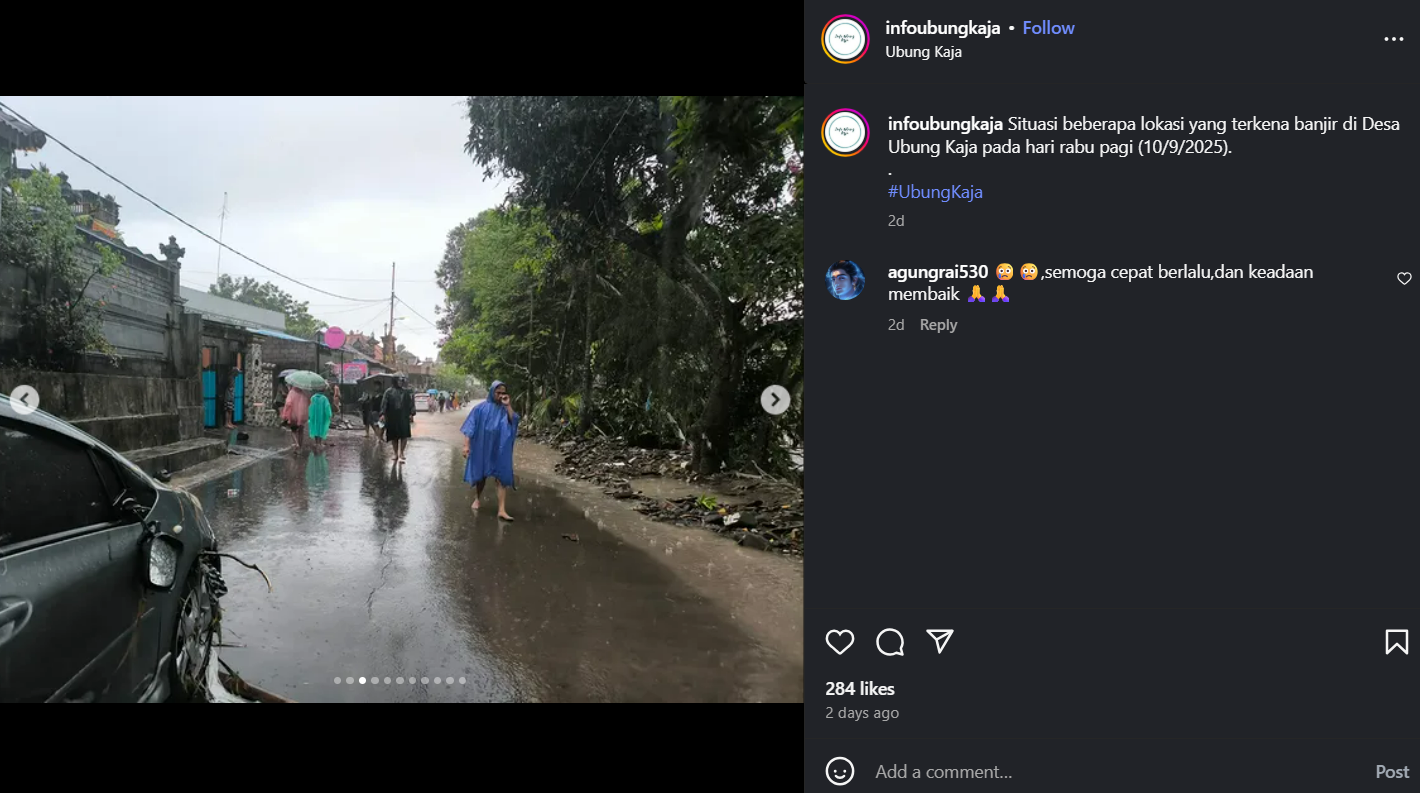 infoubungkaja • Follow
Ubung Kaja
infoubungkaja Situasi beberapa lokasi yang terkena banjir di Desa
Ubung Kaja pada hari rabu pagi (10/9/2025).
.
#UbungKaja
2d
agungrai530 😳😳,semoga cepat berlalu,dan keadaan
membaik 🙏🙏
2d Reply
284 likes
2 days ago
Add a comment...
Post